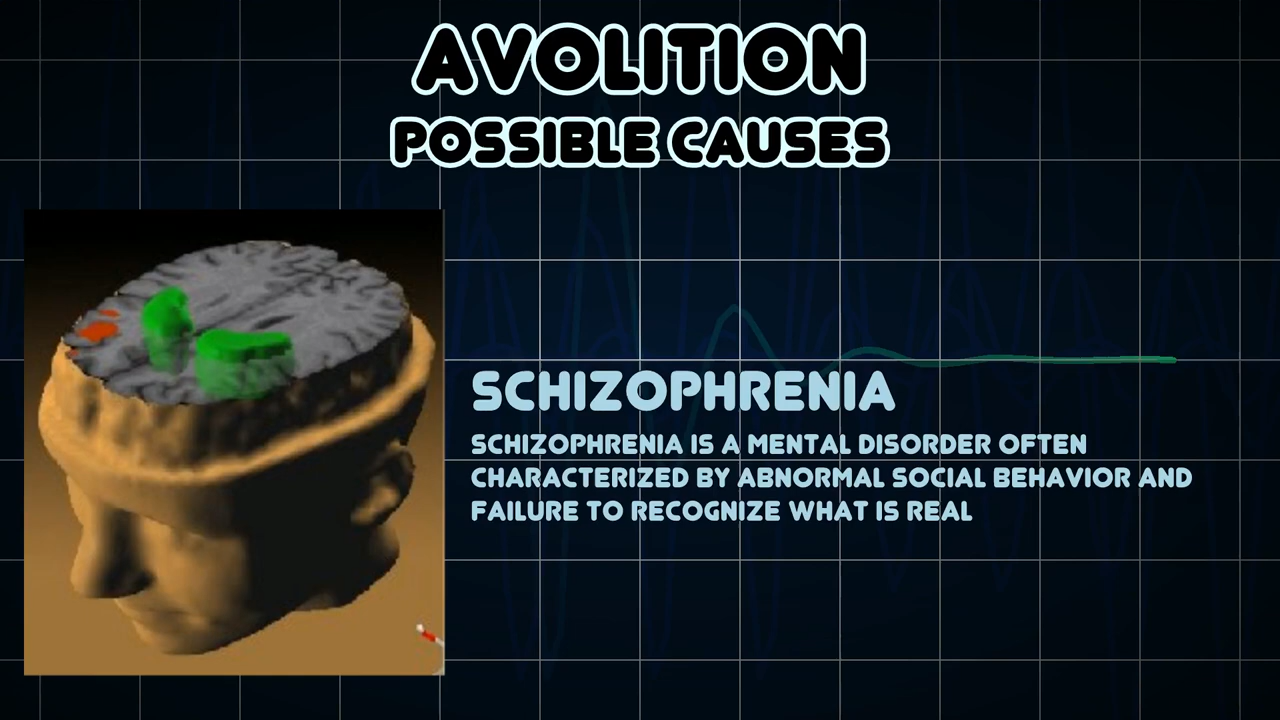 AVOLITION
POSSIBLE CAUSES
SCHIZOPHRENIA
SCHIZOPHRENIA IS A MENTAL DISORDER OFTEN
CHARACTERIZED BY ABNORMAL SOCIAL BEHAVIOR AND
FAILURE TO RECOGNIZE WHAT IS REAL